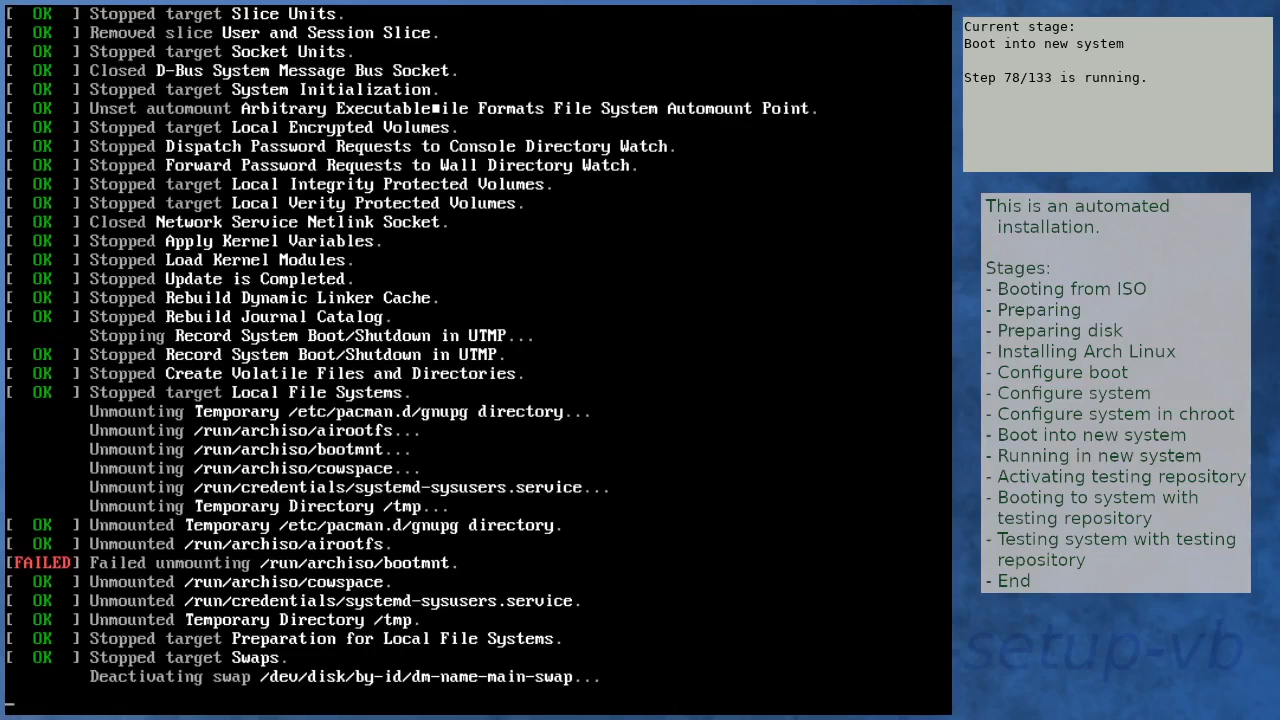 [  OK  ] Stopped target Slice Units.
[  OK  ] Removed slice User and Session Slice.
[  OK  ] Stopped target Socket Units.
[  OK  ] Closed D-Bus System Message Bus Socket.
[  OK  ] Stopped target System Initialization.
[  OK  ] Unset automount Arbitrary Executable■ile Formats File System Automount Point.
[  OK  ] Stopped target Local Encrypted Volumes.
[  OK  ] Stopped Dispatch Password Requests to Console Directory Watch.
[  OK  ] Stopped Forward Password Requests to Wall Directory Watch.
[  OK  ] Stopped target Local Integrity Protected Volumes.
[  OK  ] Stopped target Local Verity Protected Volumes.
[  OK  ] Closed Network Service Netlink Socket.
[  OK  ] Stopped Apply Kernel Variables.
[  OK  ] Stopped Load Kernel Modules.
[  OK  ] Stopped Update is Completed.
[  OK  ] Stopped Rebuild Dynamic Linker Cache.
[  OK  ] Stopped Rebuild Journal Catalog.
Stopping Record System Boot/Shutdown in UTMP...
[  OK  ] Stopped Record System Boot/Shutdown in UTMP.
[  OK  ] Stopped Create Volatile Files and Directories.
[  OK  ] Stopped target Local File Systems.
Unmounting Temporary /etc/pacman.d/gnupg directory...
Unmounting /run/archiso/airootfs...
Unmounting /run/archiso/bootmnt...
Unmounting /run/archiso/cowspace...
Unmounting /run/credentials/systemd-sysusers.service...
Unmounting Temporary Directory /tmp...
[  OK  ] Unmounted Temporary /etc/pacman.d/gnupg directory.
[  OK  ] Unmounted /run/archiso/airootfs.
[FAILED] Failed unmounting /run/archiso/bootmnt.
[  OK  ] Unmounted /run/archiso/cowspace.
[  OK  ] Unmounted /run/credentials/systemd-sysusers.service.
[  OK  ] Unmounted Temporary Directory /tmp.
[  OK  ] Stopped target Preparation for Local File Systems.
[  OK  ] Stopped target Swaps.
Deactivating swap /dev/disk/by-id/dm-name-main-swap...
_
Current stage:
Boot into new system
Step 78/133 is running.
This is an automated
installation.
Stages:
- Booting from ISO
- Preparing
- Preparing disk
- Installing Arch Linux
- Configure boot
- Configure system
- Configure system in chroot
- Boot into new system
- Running in new system
- Activating testing repository
- Booting to system with
testing repository
- Testing system with testing
repository
- End
setup-vb